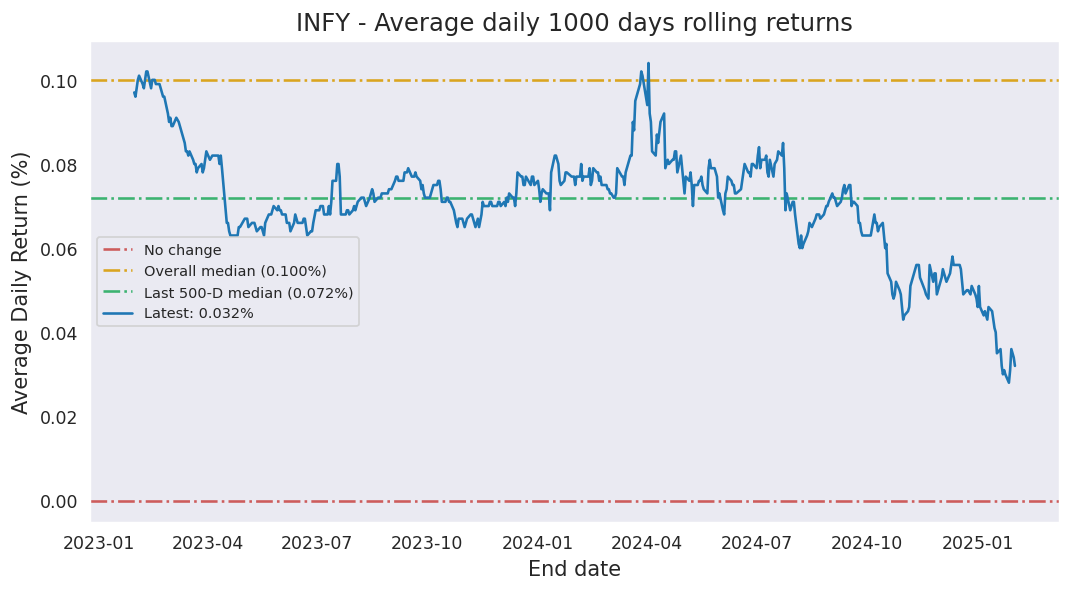 INFY - Average daily 1000 days rolling returns
Average Daily Return (%)
0.10
0.08
0.06
0.04
0.02
0.00
No change
Overall median (0.100%)
Last 500-D median (0.072%)
Latest: 0.032%
2023-01 2023-04 2023-07 2023-10 2024-01 2024-04 2024-07 2024-10 2025-01
End date